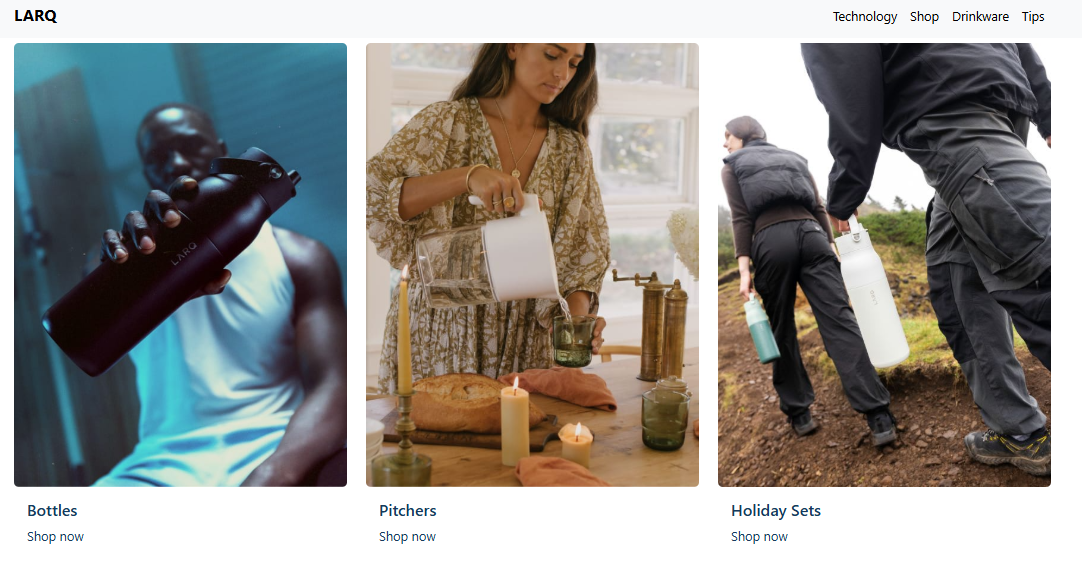 LARQ
Technology Shop Drinkware Tips
LARQ
Bottles
Shop now
Pitchers
Shop now
Holiday Sets
Shop now